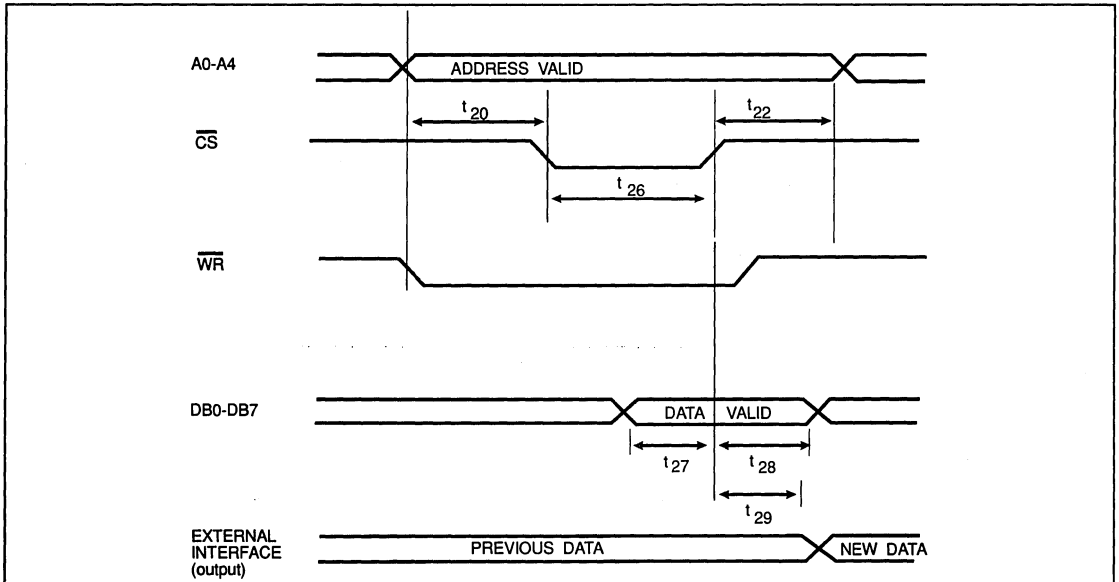 A0-A4
ADDRESS VALID
t20
t22
CS
t26
WR
DB0-DB7
DATA VALID
t27
t28
t29
EXTERNAL
INTERFACE
(output)
PREVIOUS DATA
NEW DATA